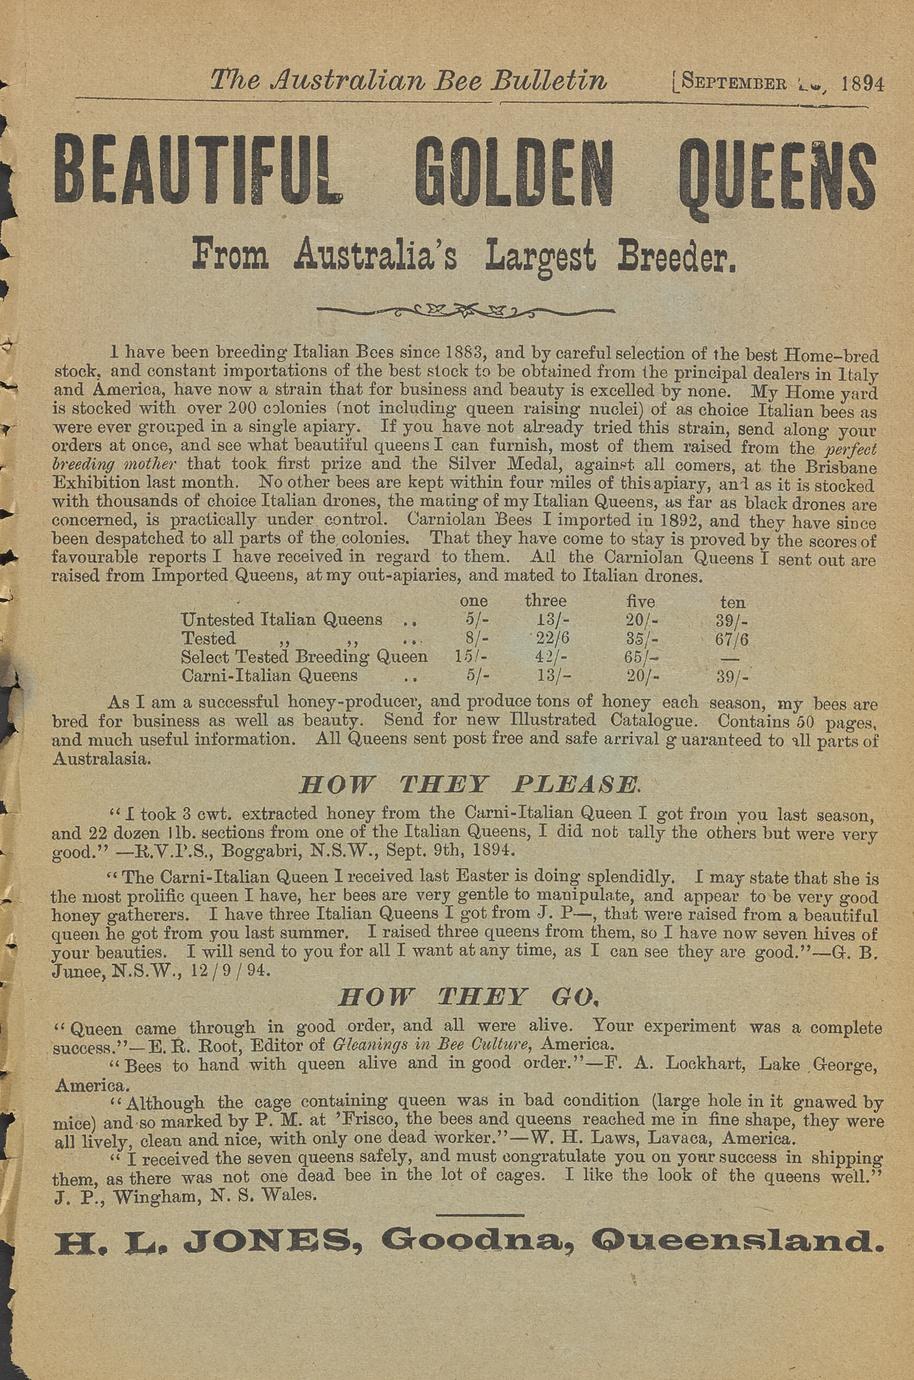 The Australian Bee Bulletin [September , 1894
BEAUTIFUL GOLDEN QUEENS
From Australia's Largest Breeder.
I have been breeding Italian Bees since 1883, and by careful selection of the best Home-bred
stock, and constant importations of the best stock to be obtained from the principal dealers in Italy
and America, have now a strain that for business and beauty is excelled by none. My Home yard
is stocked with over 200 colonies (not including queen raising nuclei) of as choice Italian bees as
were ever grouped in a single apiary. If you have not already tried this strain, send along your
orders at once, and see what beautiful queens I can furnish, most of them raised from the perfect
breeding mother that took first prize and the Silver Medal, against all comers, at the Brisbane
Exhibition last month. No other bees are kept within four miles of this apiary, and as it is stocked
with thousands of choice Italian drones, the mating of my Italian Queens, as far as black drones are
concerned, is practically under control. Carniolan Bees I imported in 1892, and they have since
been despatched to all parts of the colonies. That they have come to stay is proved by the scores of
favourable reports I have received in regard to them. All the Carniolan Queens I sent out are
raised from Imported Queens, at my out-apiaries, and mated to Italian drones.
one three five ten
Untested Italian Queens .. 5/- 13/- 20/- 39/-
Tested ,, ,, ... 8/- 22/6 35/- 67/6
Select Tested Breeding Queen 15/- 42/- 65/- —
Carni-Italian Queens .. 5/- 13/- 20/- 39/-
As I am a successful honey-producer, and produce tons of honey each season, my bees are
bred for business as well as beauty. Send for new Illustrated Catalogue. Contains 50 pages,
and much useful information. All Queens sent post free and safe arrival guaranteed to all parts of
Australasia.
HOW THEY PLEASE.
"I took 3 cwt. extracted honey from the Carni-Italian Queen I got from you last season,
and 22 dozen 1lb. sections from one of the Italian Queens, I did not tally the others but were very
good." —R.V.P.S., Boggabri, N.S.W., Sept. 9th, 1894.
"The Carni-Italian Queen I received last Easter is doing splendidly. I may state that she is
the most prolific queen I have, her bees are very gentle to manipulate, and appear to be very good
honey gatherers. I have three Italian Queens I got from J. P—, that were raised from a beautiful
queen he got from you last summer. I raised three queens from them, so I have now seven hives of
your beauties. I will send to you for all I want at any time, as I can see they are good."—G. B.
Junee, N.S.W., 12/9/94.
HOW THEY GO.
"Queen came through in good order, and all were alive. Your experiment was a complete
success."—E. R. Root, Editor of Gleanings in Bee Culture, America.
"Bees to hand with queen alive and in good order."—F. A. Lockhart, Lake George,
America.
"Although the cage containing queen was in bad condition (large hole in it gnawed by
mice) and so marked by P. M. at 'Frisco, the bees and queens reached me in fine shape, they were
all lively, clean and nice, with only one dead worker."—W. H. Laws, Lavaca, America.
"I received the seven queens safely, and must congratulate you on your success in shipping
them, as there was not one dead bee in the lot of cages. I like the look of the queens well."
J. P., Wingham, N. S. Wales.
H. L. JONES, Goodna, Queensland.